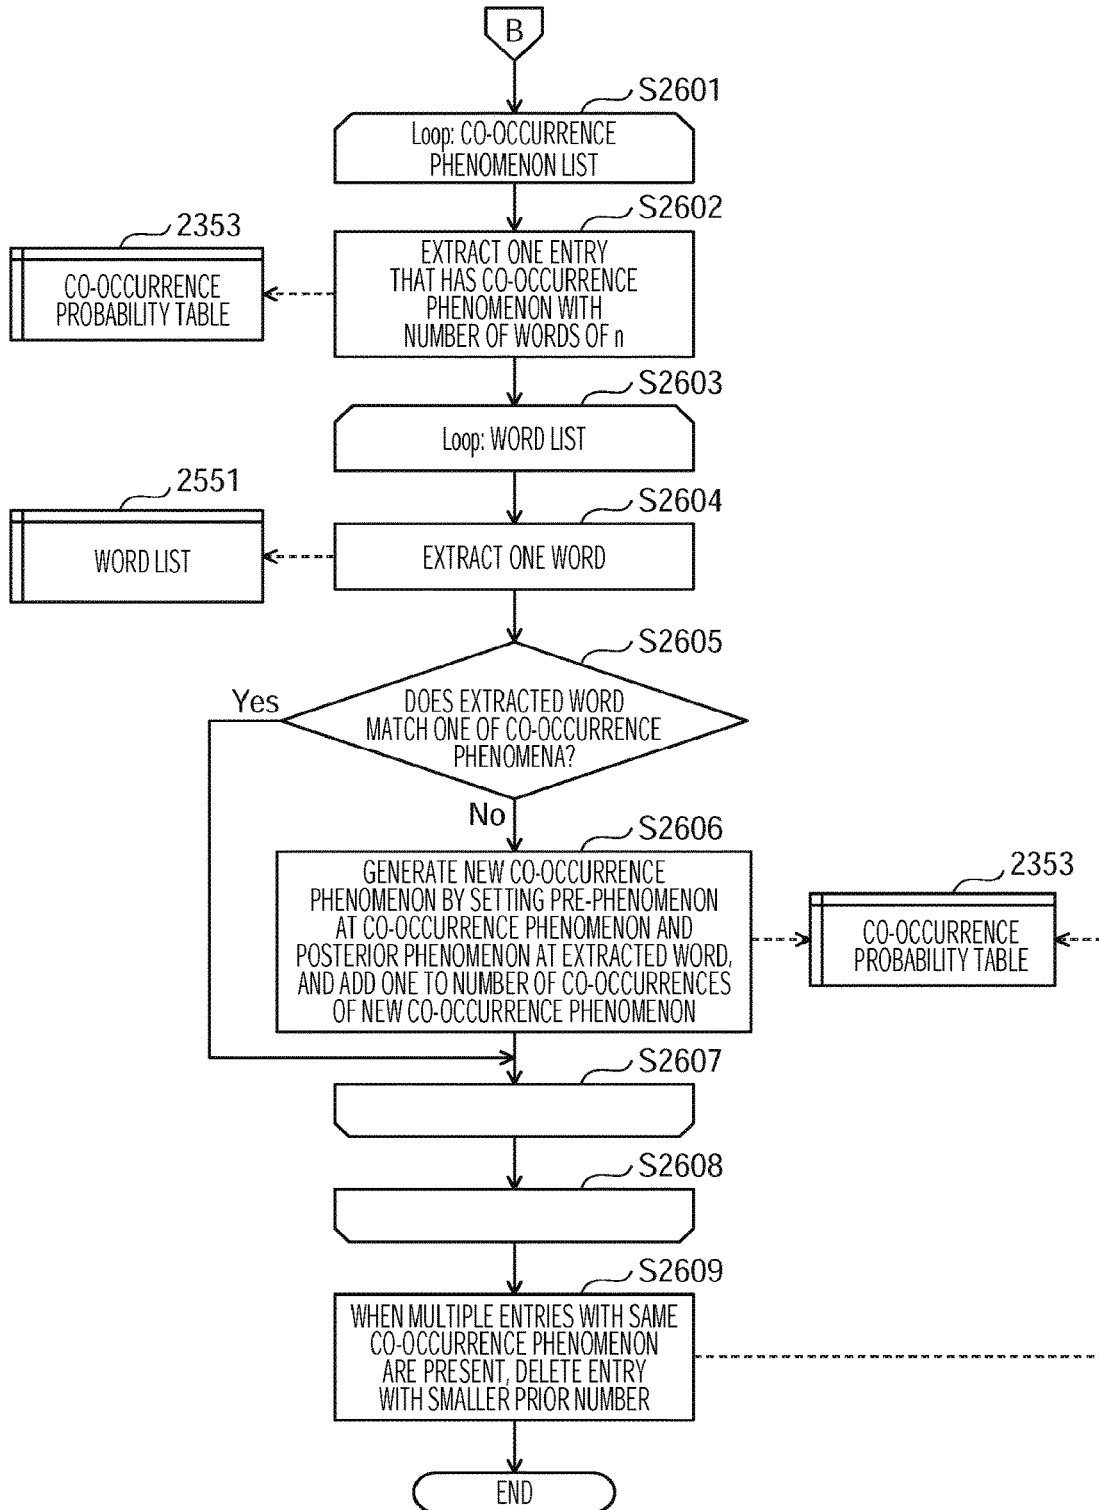 B
S2601
Loop: CO-OCCURRENCE
PHENOMENON LIST
S2602
2353
EXTRACT ONE ENTRY
THAT HAS CO-OCCURRENCE
PHENOMENON WITH
NUMBER OF WORDS OF n
CO-OCCURRENCE
PROBABILITY TABLE
S2603
Loop: WORD LIST
2551
S2604
WORD LIST
EXTRACT ONE WORD
S2605
Yes
DOES EXTRACTED WORD
MATCH ONE OF CO-OCCURRENCE
PHENOMENA?
No
S2606
GENERATE NEW CO-OCCURRENCE
PHENOMENON BY SETTING PRE-PHENOMENON
AT CO-OCCURRENCE PHENOMENON AND
POSTERIOR PHENOMENON AT EXTRACTED WORD,
AND ADD ONE TO NUMBER OF CO-OCCURRENCES
OF NEW CO-OCCURRENCE PHENOMENON
2353
CO-OCCURRENCE
PROBABILITY TABLE
S2607
S2608
S2609
WHEN MULTIPLE ENTRIES WITH SAME
CO-OCCURRENCE PHENOMENON
ARE PRESENT, DELETE ENTRY
WITH SMALLER PRIOR NUMBER
END